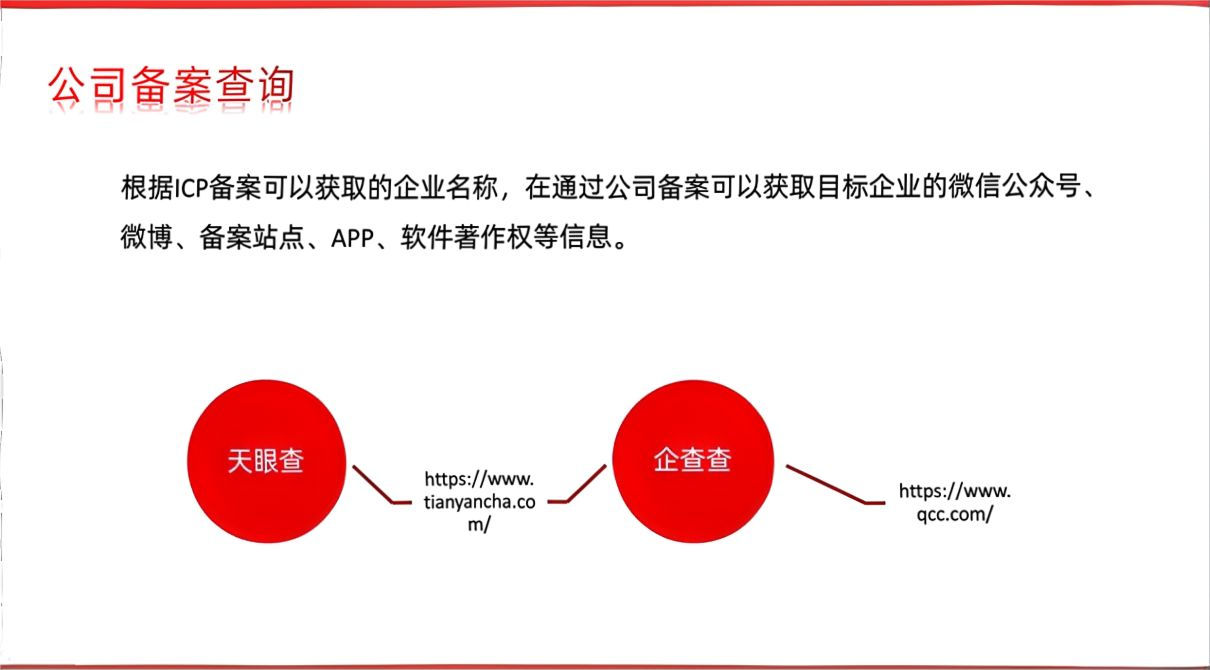 公司备案查询
根据ICP备案可以获取的企业名称，在通过公司备案可以获取目标企业的微信公众号、
微博、备案站点、APP、软件著作权等信息。
天眼查
https://www.
tianyancha.co
m/
企查查
https://www.
qcc.com/